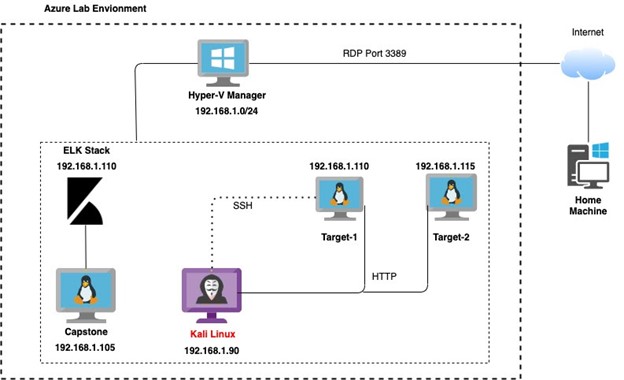 Azure Lab Envionment
Internet
RDP Port 3389
Hyper-V Manager
192.168.1.0/24
ELK Stack
192.168.1.110
192.168.1.110
192.168.1.115
SSH
Target-1
Target-2
Home
Machine
HTTP
Capstone
192.168.1.105
Kali Linux
192.168.1.90